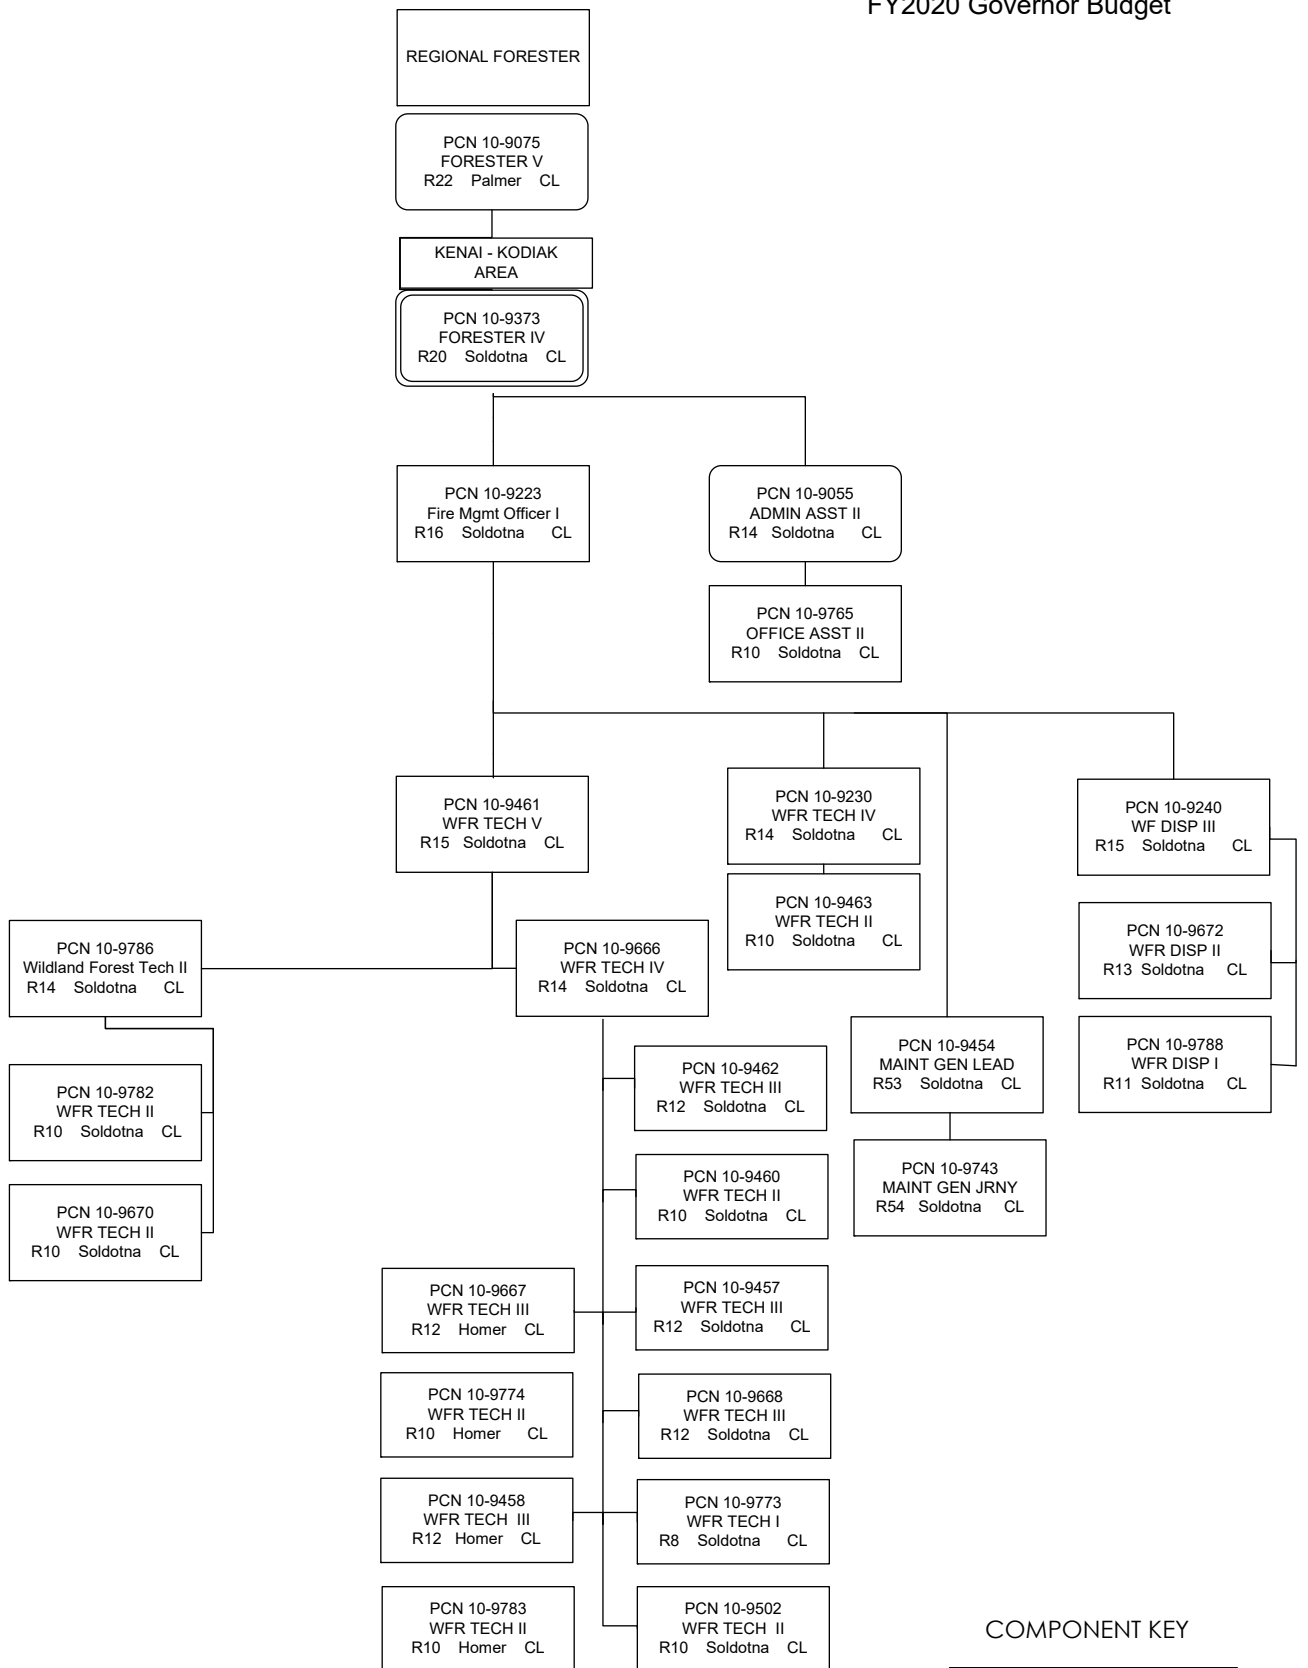 FY2020 Governor Budget
REGIONAL FORESTER
PCN 10-9075
FORESTER V
R22 Palmer CL
KENAI - KODIAK
AREA
PCN 10-9373
FORESTER IV
R20 Soldotna CL
PCN 10-9223
Fire Mgmt Officer I
R16 Soldotna CL
PCN 10-9055
ADMIN ASST II
R14 Soldotna CL
PCN 10-9765
OFFICE ASST II
R10 Soldotna CL
PCN 10-9461
WFR TECH V
R15 Soldotna CL
PCN 10-9230
WFR TECH IV
R14 Soldotna CL
PCN 10-9463
WFR TECH II
R10 Soldotna CL
PCN 10-9240
WF DISP III
R15 Soldotna CL
PCN 10-9672
WFR DISP II
R13 Soldotna CL
PCN 10-9788
WFR DISP I
R11 Soldotna CL
PCN 10-9786
Wildland Forest Tech II
R14 Soldotna CL
PCN 10-9666
WFR TECH IV
R14 Soldotna CL
PCN 10-9454
MAINT GEN LEAD
R53 Soldotna CL
PCN 10-9743
MAINT GEN JRNY
R54 Soldotna CL
PCN 10-9782
WFR TECH II
R10 Soldotna CL
PCN 10-9670
WFR TECH II
R10 Soldotna CL
PCN 10-9462
WFR TECH III
R12 Soldotna CL
PCN 10-9460
WFR TECH II
R10 Soldotna CL
PCN 10-9667
WFR TECH III
R12 Homer CL
PCN 10-9457
WFR TECH III
R12 Soldotna CL
PCN 10-9774
WFR TECH II
R10 Homer CL
PCN 10-9668
WFR TECH III
R12 Soldotna CL
PCN 10-9458
WFR TECH III
R12 Homer CL
PCN 10-9773
WFR TECH I
R8 Soldotna CL
PCN 10-9783
WFR TECH II
R10 Homer CL
PCN 10-9502
WFR TECH II
R10 Soldotna CL
COMPONENT KEY